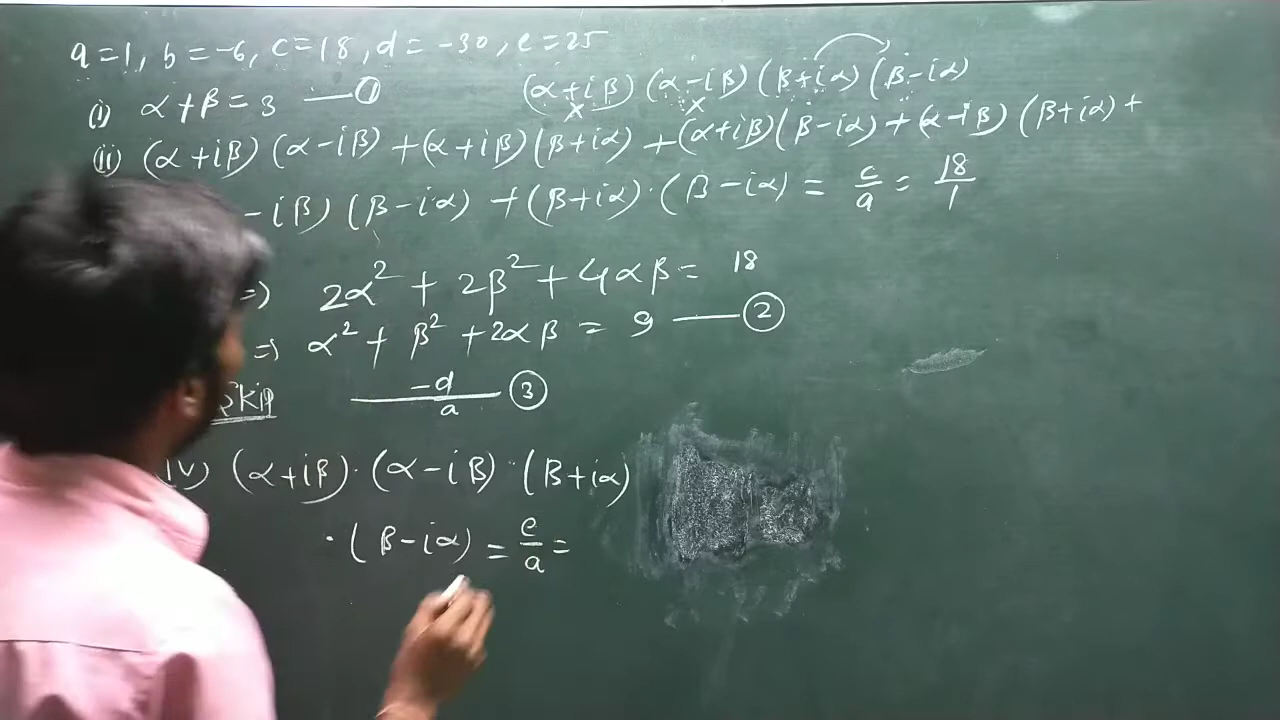 a=1, b=-6, c=18, d=-30, e=25
(i) α+β=3 —①
(α+iβ) (α-iβ) (β+iα) (β-iα)
x x
(ii) (α+iβ) (α-iβ) + (α+iβ) (β+iα) + (α+iβ) (β-iα) + (α-iβ) (β+iα) +
-iβ) (β-iα) + (β+iα)·(β-iα) = c/a = 18/1
=> 2α² + 2β² + 4αβ = 18
=> α² + β² + 2αβ = 9 —②
Skip -d/a ③
iv) (α+iβ)·(α-iβ)·(β+iα)
·(β-iα) = e/a =